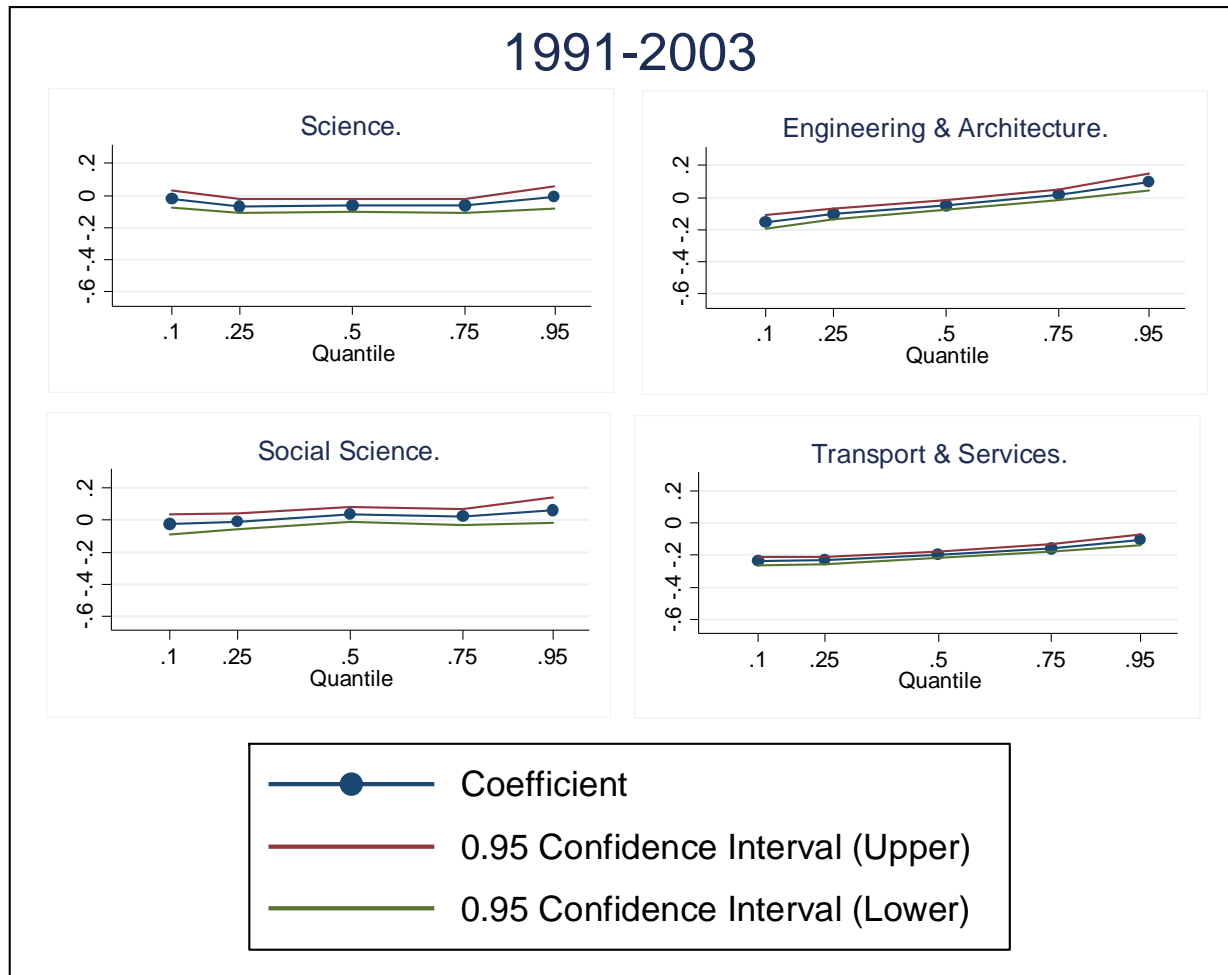 1991-2003
Science.
.2
0
-.2
-.4
-.6
.1 .25 .5 .75 .95
Quantile
Engineering & Architecture.
.2
0
-.2
-.4
-.6
.1 .25 .5 .75 .95
Quantile
Social Science.
.2
0
-.2
-.4
-.6
.1 .25 .5 .75 .95
Quantile
Transport & Services.
.2
0
-.2
-.4
-.6
.1 .25 .5 .75 .95
Quantile
Coefficient
0.95 Confidence Interval (Upper)
0.95 Confidence Interval (Lower)